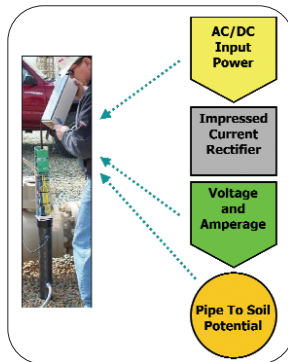 AC/DC
Input
Power
Impressed
Current
Rectifier
Voltage
and
Amperage
Pipe To Soil
Potential